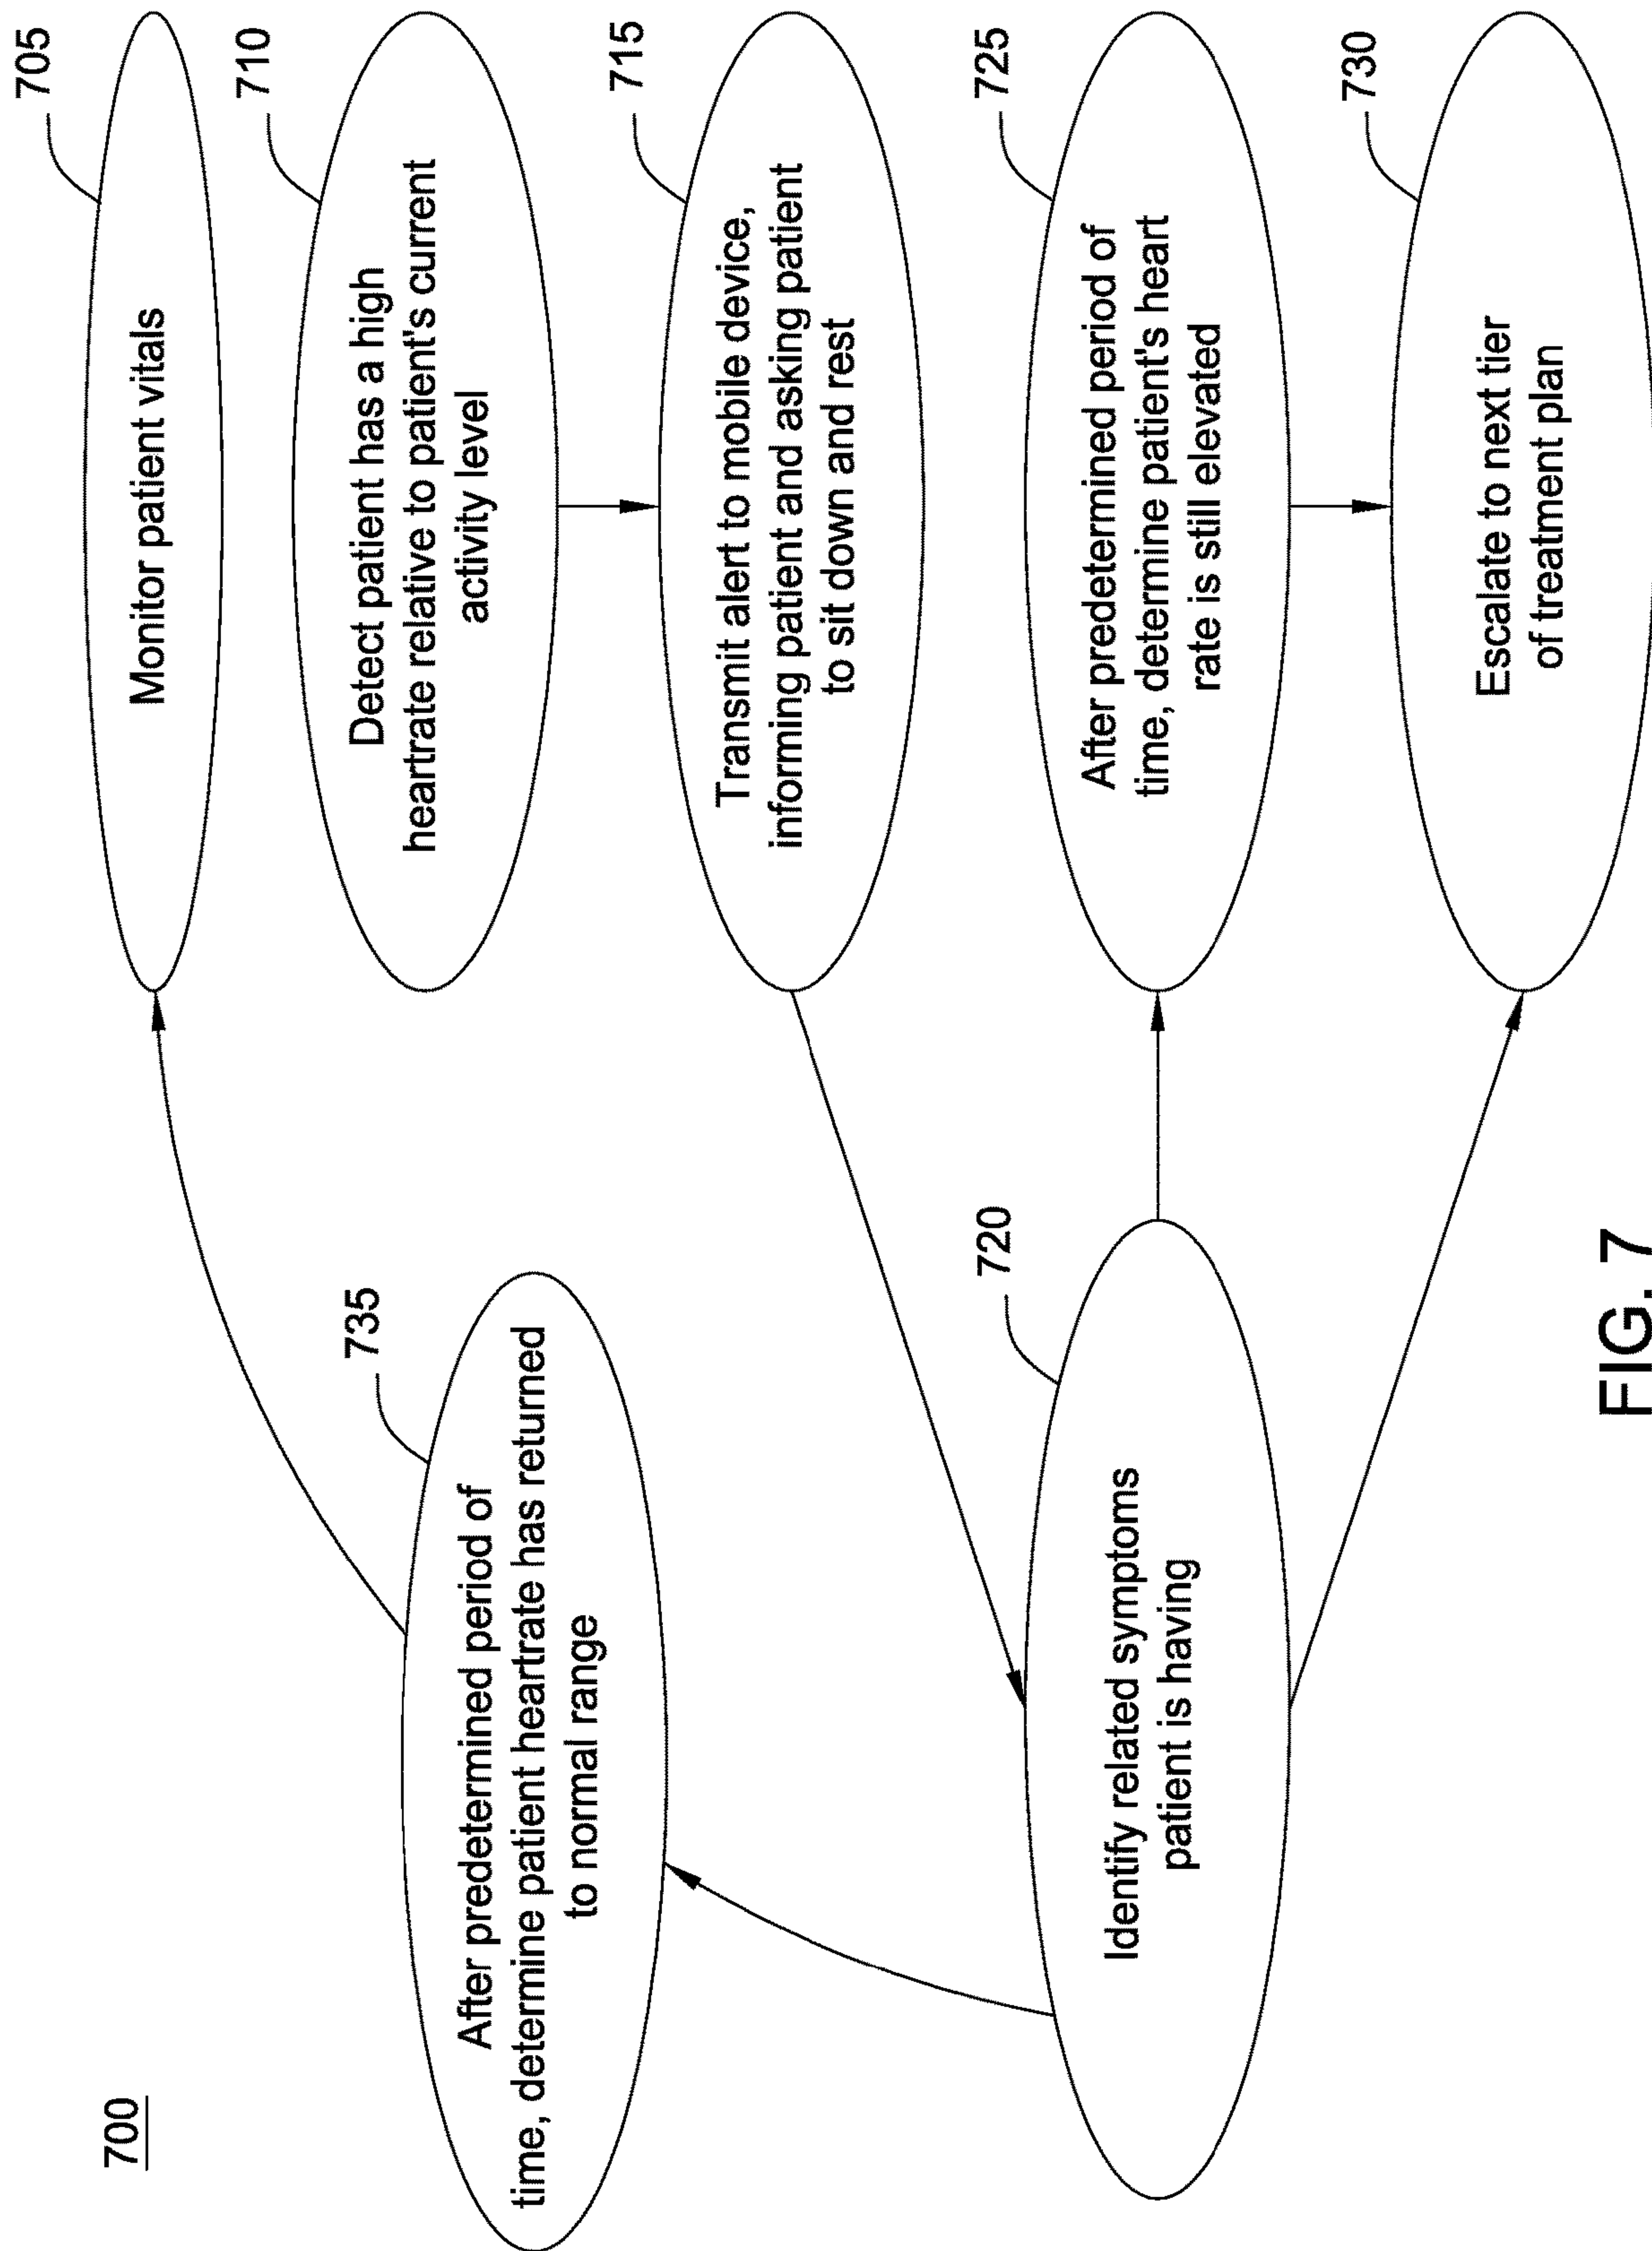 700
705
Monitor patient vitals
710
Detect patient has a high
heartrate relative to patient's current
activity level
715
Transmit alert to mobile device,
informing patient and asking patient
to sit down and rest
735
After predetermined period of
time, determine patient heartrate has returned
to normal range
720
Identify related symptoms
patient is having
725
After predetermined period of
time, determine patient's heart
rate is still elevated
730
Escalate to next tier
of treatment plan
FIG. 7